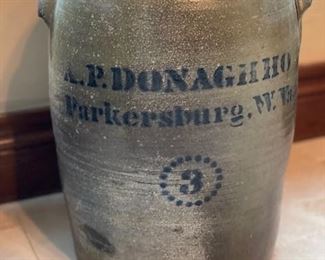 A.P. DONAGHHO
Parkersburg, W. Va
3